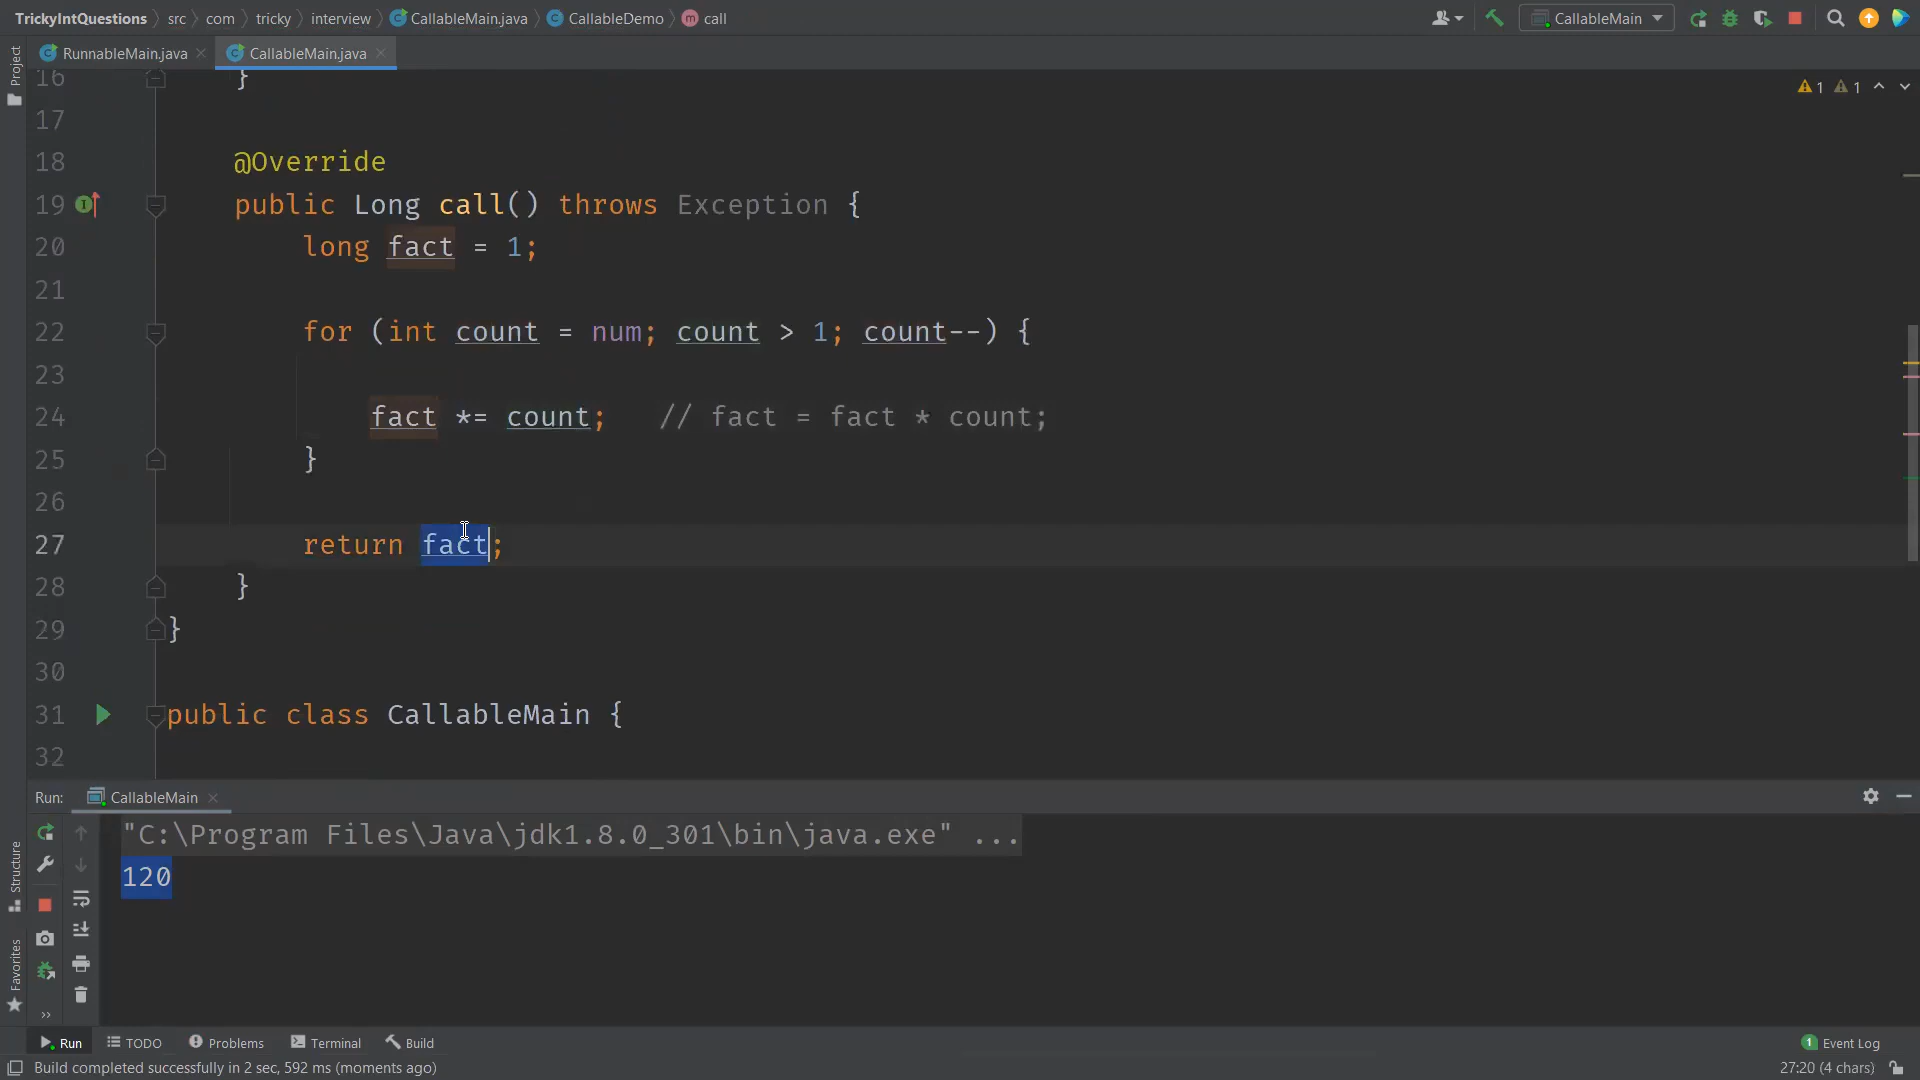 TrickyIntQuestions src com tricky interview CallableMain.java CallableDemo call CallableMain
Project RunnableMain.java CallableMain.java
16 } 1 1
17
18 @Override
19 public Long call() throws Exception {
20 long fact = 1;
21
22 for (int count = num; count > 1; count--) {
23
24 fact *= count; // fact = fact * count;
25 }
26
27 return fact;
28 }
29 }
30
31 public class CallableMain {
32
Run: CallableMain
"C:\Program Files\Java\jdk1.8.0_301\bin\java.exe" ...
120
Structure
Favorites
Run TODO Problems Terminal Build 1 Event Log
Build completed successfully in 2 sec, 592 ms (moments ago) 27:20 (4 chars)